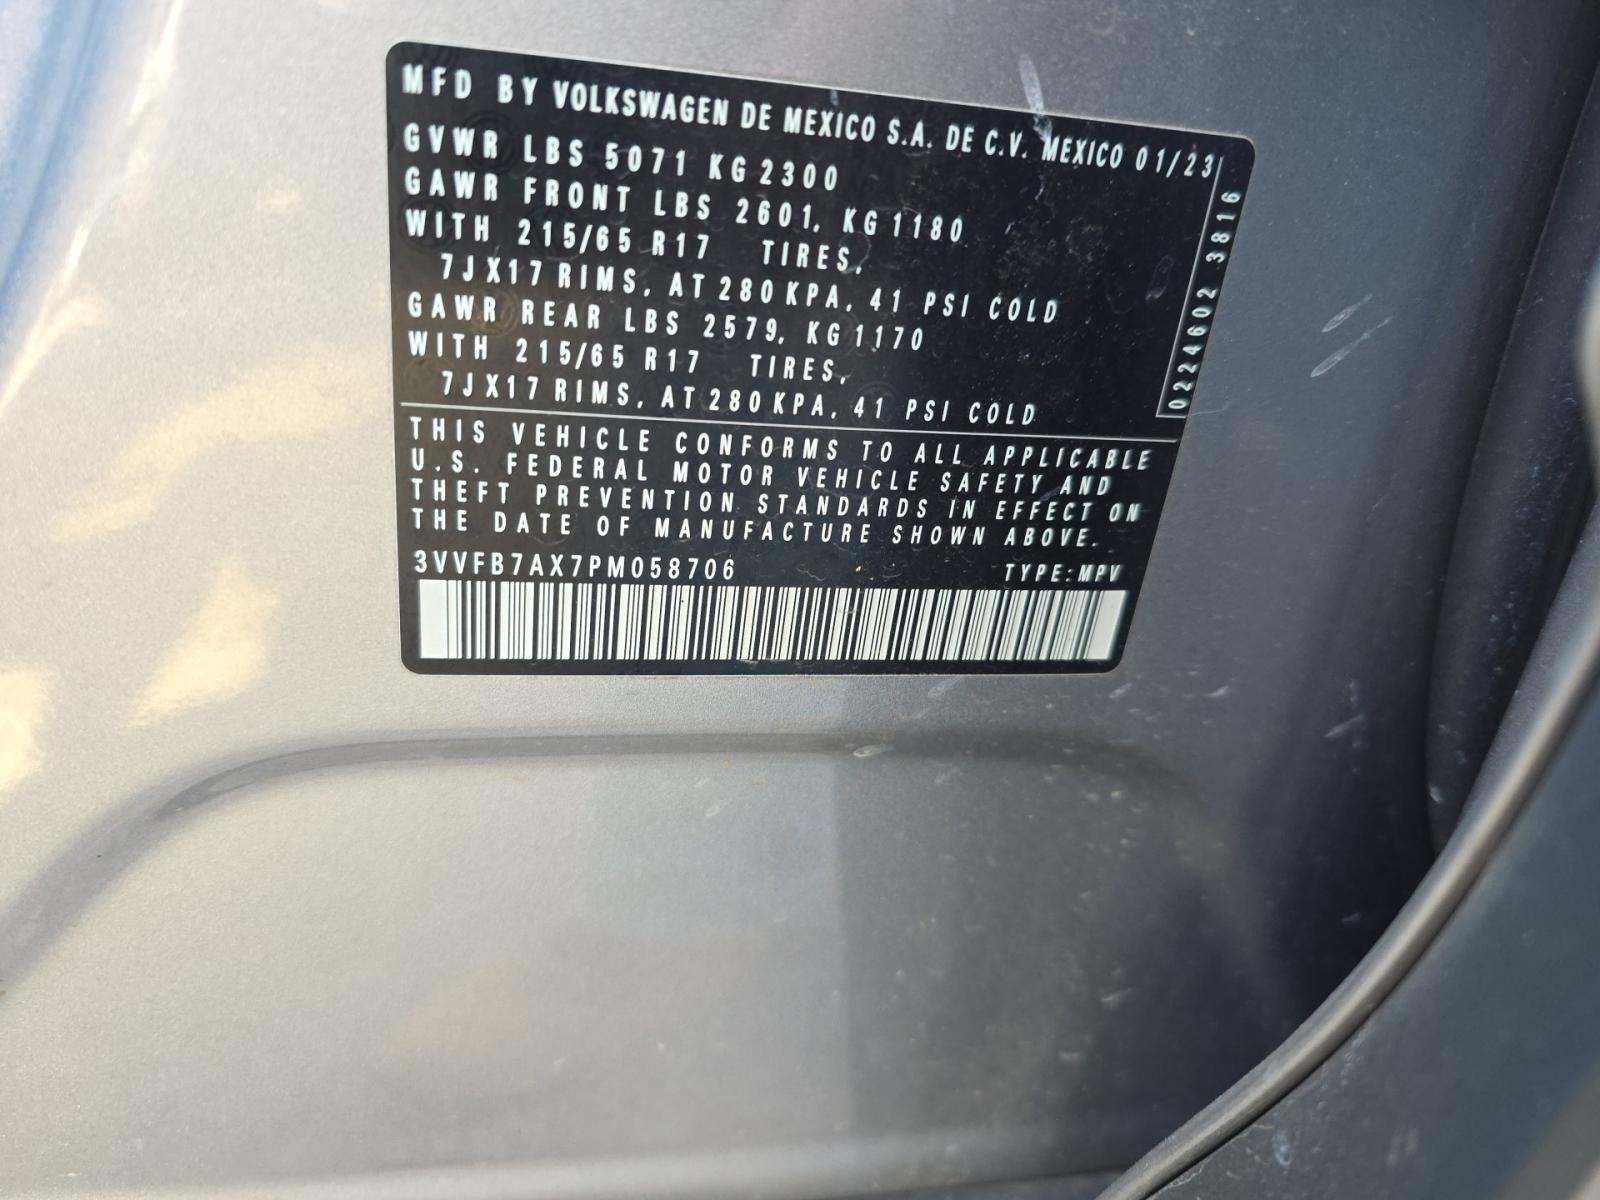 MFD BY VOLKSWAGEN DE MEXICO S.A. DE C.V. MEXICO 01/23
GVWR LBS 5071 KG 2300
GAWR FRONT LBS 2601, KG 1180
WITH 215/65 R17 TIRES,
7J X17 RIMS, AT 280 KPA, 41 PSI COLD
GAWR REAR LBS 2579, KG 1170
WITH 215/65 R17 TIRES,
7J X17 RIMS, AT 280 KPA, 41 PSI COLD
0224602 3816
THIS VEHICLE CONFORMS TO ALL APPLICABLE
U.S. FEDERAL MOTOR VEHICLE SAFETY AND
THEFT PREVENTION STANDARDS IN EFFECT ON
THE DATE OF MANUFACTURE SHOWN ABOVE.
3VVFB7AX7PM058706 TYPE: MPV